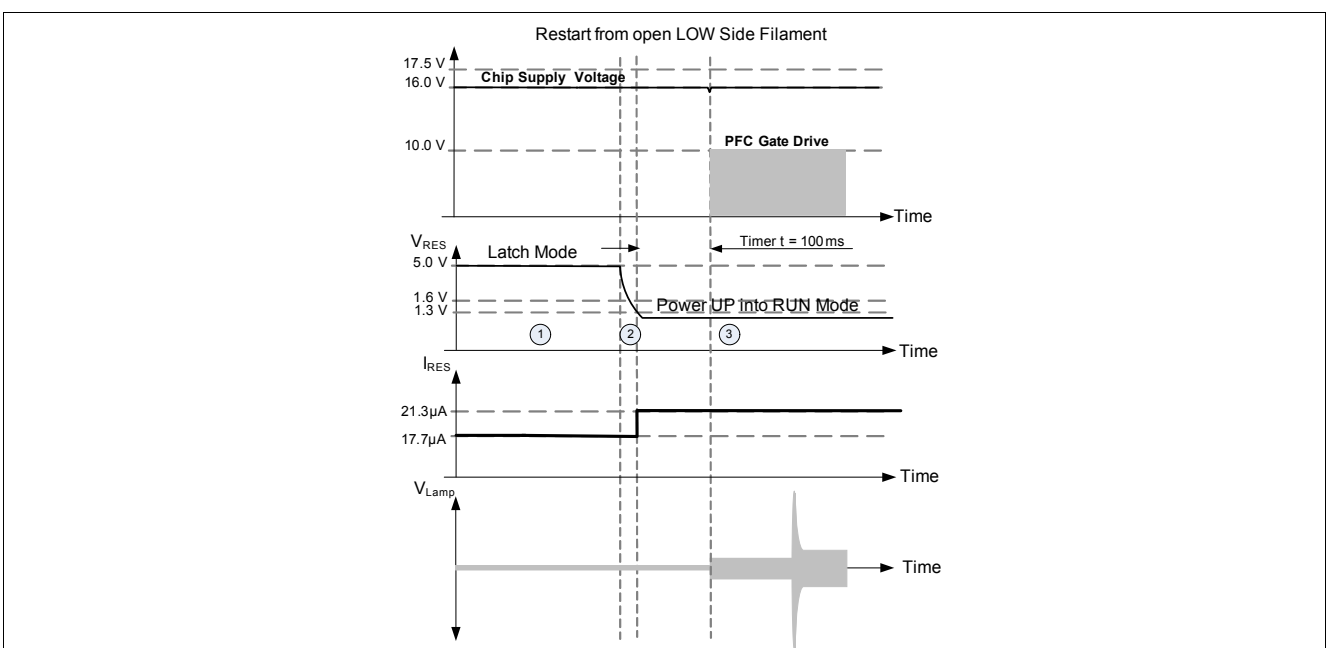 Restart from open LOW Side Filament
17.5 V
16.0 V
Chip Supply Voltage
10.0 V
PFC Gate Drive
Time
VRES
5.0 V
Latch Mode
Timer t = 100ms
1.6 V
1.3 V
Power UP into RUN Mode
1
2
3
Time
IRES
21.3µA
17.7µA
Time
VLamp
Time